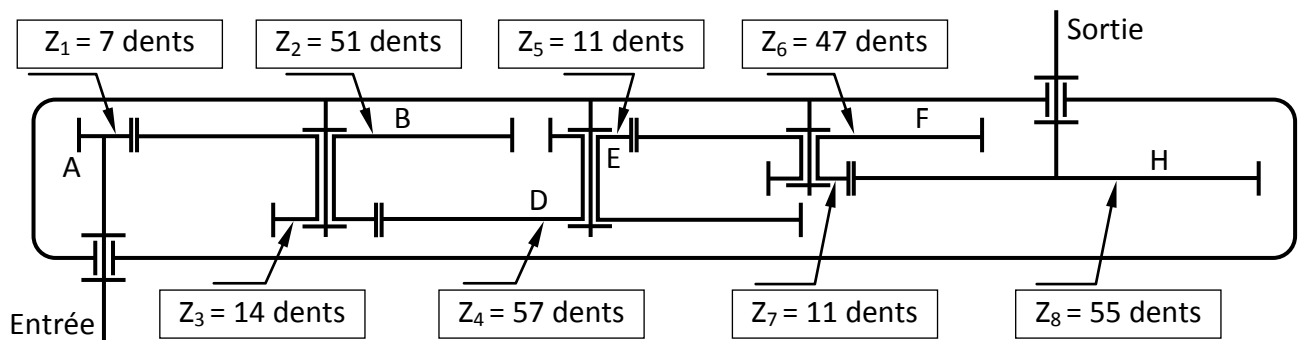 Z₁ = 7 dents
Z₂ = 51 dents
Z₅ = 11 dents
Z₆ = 47 dents
Sortie
A
B
E
F
D
H
Z₃ = 14 dents
Z₄ = 57 dents
Z₇ = 11 dents
Z₈ = 55 dents
Entrée